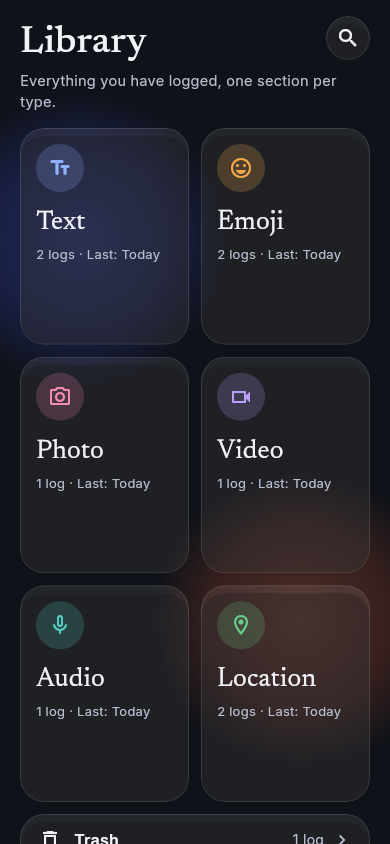 Library
Everything you have logged, one section per
type.
Text
2 logs · Last: Today
Emoji
2 logs · Last: Today
Photo
1 log · Last: Today
Video
1 log · Last: Today
Audio
1 log · Last: Today
Location
2 logs · Last: Today
Trash 1 log